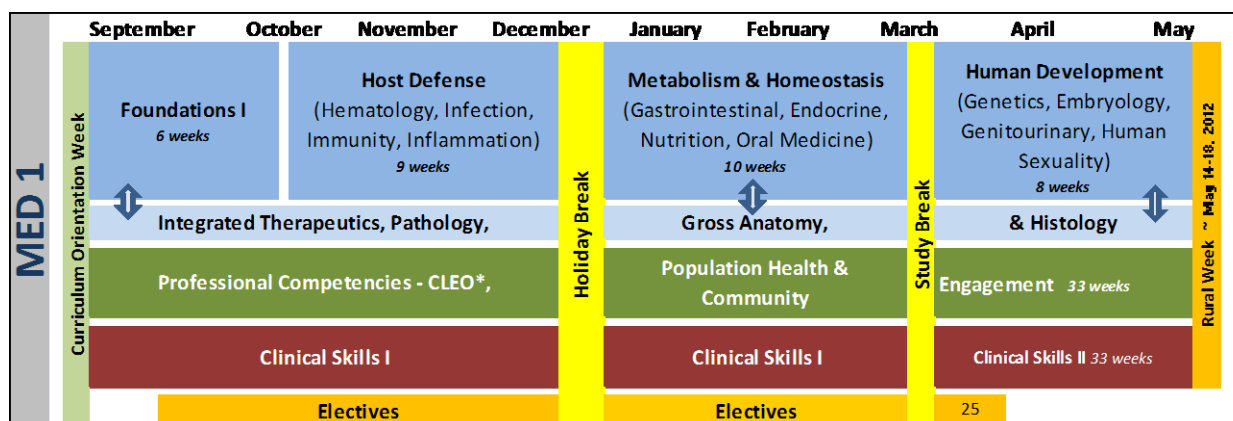 September October November December January February March April May
MED 1
Curriculum Orientation Week
Foundations I
6 weeks
Host Defense
(Hematology, Infection,
Immunity, Inflammation)
9 weeks
Holiday Break
Metabolism & Homeostasis
(Gastrointestinal, Endocrine,
Nutrition, Oral Medicine)
10 weeks
Study Break
Human Development
(Genetics, Embryology,
Genitourinary, Human
Sexuality)
8 weeks
Rural Week ~ May 14-18, 2012
Integrated Therapeutics, Pathology, Gross Anatomy, & Histology
Professional Competencies - CLEO*,
Population Health &
Community
Engagement 33 weeks
Clinical Skills I Clinical Skills I Clinical Skills II 33 weeks
Electives Electives 25